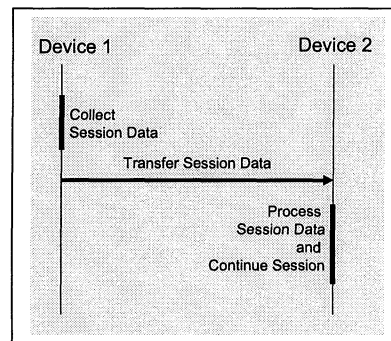 Device 1
Device 2
Collect
Session Data
Transfer Session Data
Process
Session Data
and
Continue Session